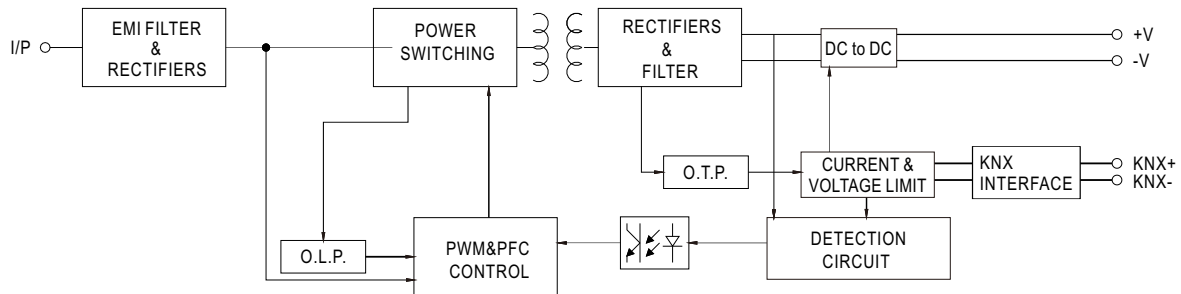 I/P
EMI FILTER
&
RECTIFIERS
POWER
SWITCHING
RECTIFIERS
&
FILTER
DC to DC
+V
-V
O.T.P.
CURRENT &
VOLTAGE LIMIT
KNX
INTERFACE
KNX+
KNX-
O.L.P.
PWM&PFC
CONTROL
DETECTION
CIRCUIT